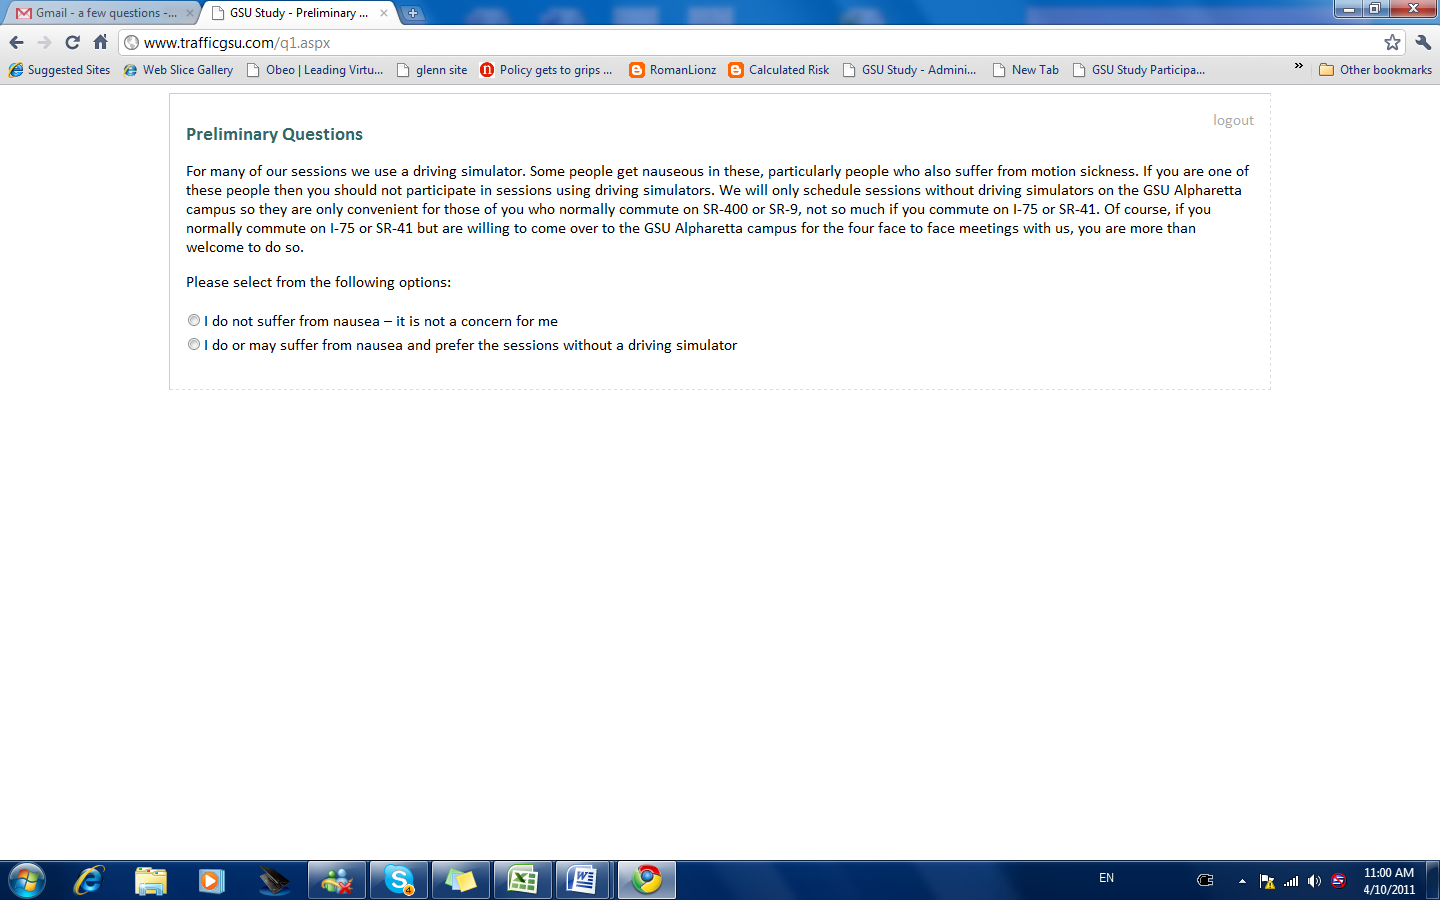 Gmail - a few questions -...
GSU Study - Preliminary ...
www.trafficgsu.com/q1.aspx
Suggested Sites
Web Slice Gallery
Obeo | Leading Virtu...
glenn site
Policy gets to grips ...
RomanLionz
Calculated Risk
GSU Study - Admini...
New Tab
GSU Study Participa...
»
Other bookmarks
logout
Preliminary Questions
For many of our sessions we use a driving simulator. Some people get nauseous in these, particularly people who also suffer from motion sickness. If you are one of
these people then you should not participate in sessions using driving simulators. We will only schedule sessions without driving simulators on the GSU Alpharetta
campus so they are only convenient for those of you who normally commute on SR-400 or SR-9, not so much if you commute on I-75 or SR-41. Of course, if you
normally commute on I-75 or SR-41 but are willing to come over to the GSU Alpharetta campus for the four face to face meetings with us, you are more than
welcome to do so.
Please select from the following options:
I do not suffer from nausea – it is not a concern for me
I do or may suffer from nausea and prefer the sessions without a driving simulator
4
EN
11:00 AM
4/10/2011